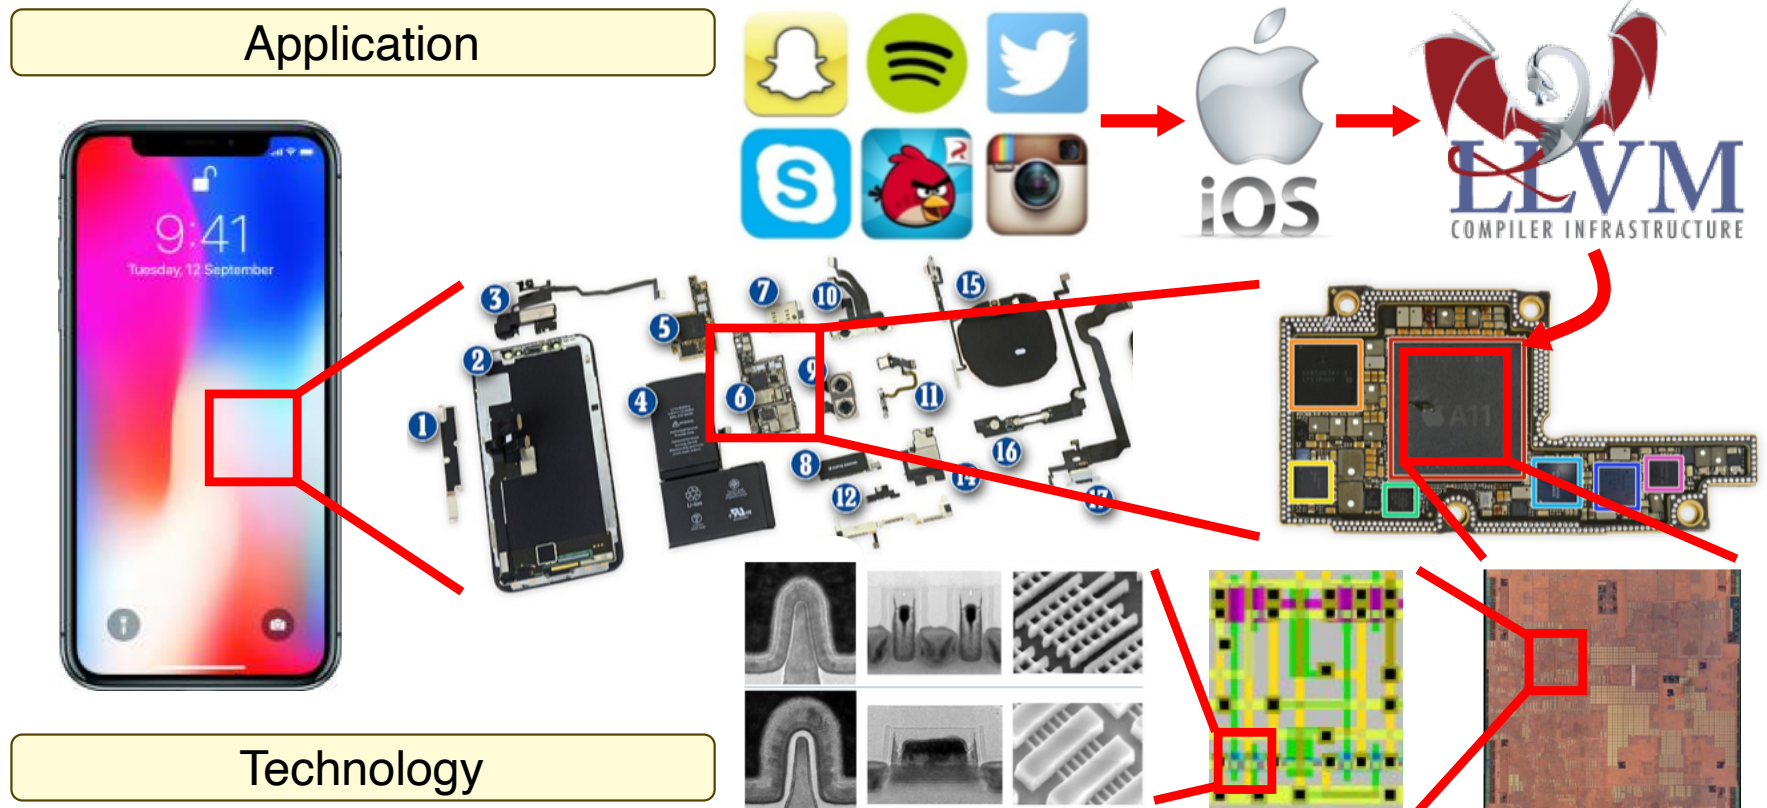 Application
S
iOS
LLVM
COMPILER INFRASTRUCTURE
9:41
Tuesday, 12 September
3
7
10
15
5
2
9
6
4
11
1
A11
8
16
12
14
17
Technology